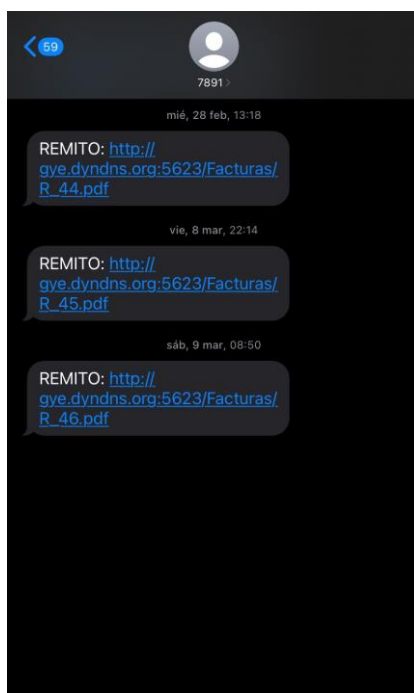 59
7891
mié, 28 feb, 13:18
REMITO: http://
gye.dyndns.org:5623/Facturas/
R_44.pdf
vie, 8 mar, 22:14
REMITO: http://
gye.dyndns.org:5623/Facturas/
R_45.pdf
sáb, 9 mar, 08:50
REMITO: http://
gye.dyndns.org:5623/Facturas/
R_46.pdf